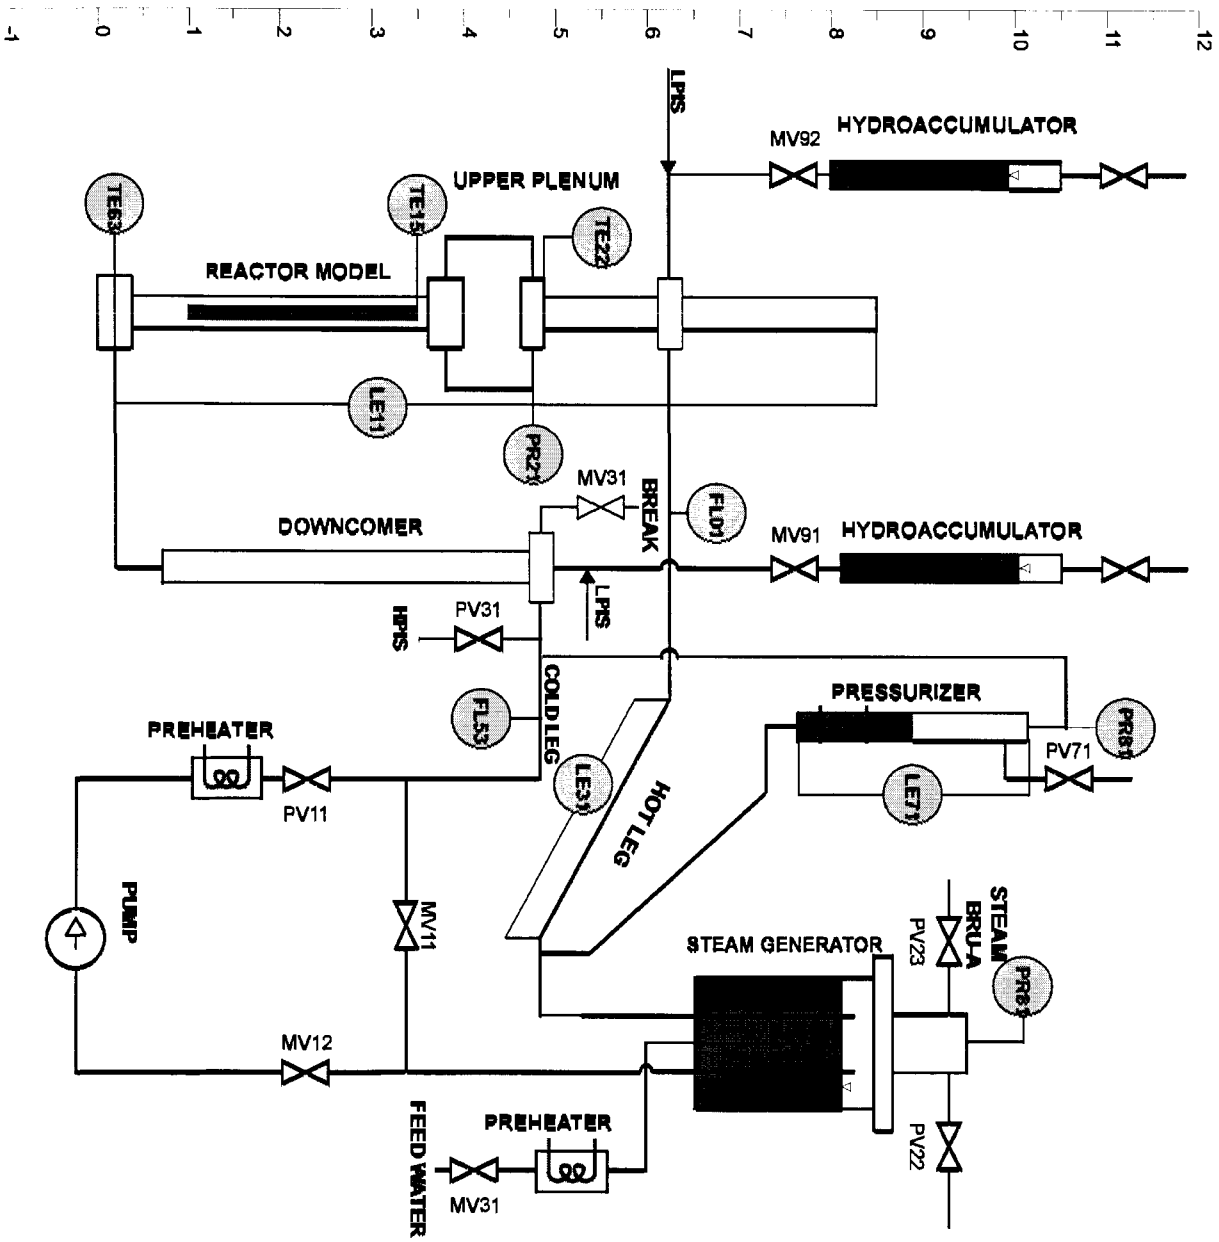 -1
0
1
2
3
4
5
6
7
8
9
10
11
12
LPIS
HYDROACCUMULATOR
MV92
UPPER PLENUM
TE63
TE15
TE22
REACTOR MODEL
LE11
PR21
MV31
BREAK
FL01
DOWNCOMER
MV91
HYDROACCUMULATOR
LPIS
HPIS
PV31
COLD LEG
FL53
PRESSURIZER
PR81
PV71
LE71
PREHEATER
PV11
LE31
HOT LEG
PUMP
MV11
STEAM GENERATOR
PV23
STEAM
BRU-A
MV12
FEED WATER
PREHEATER
MV31
PV22